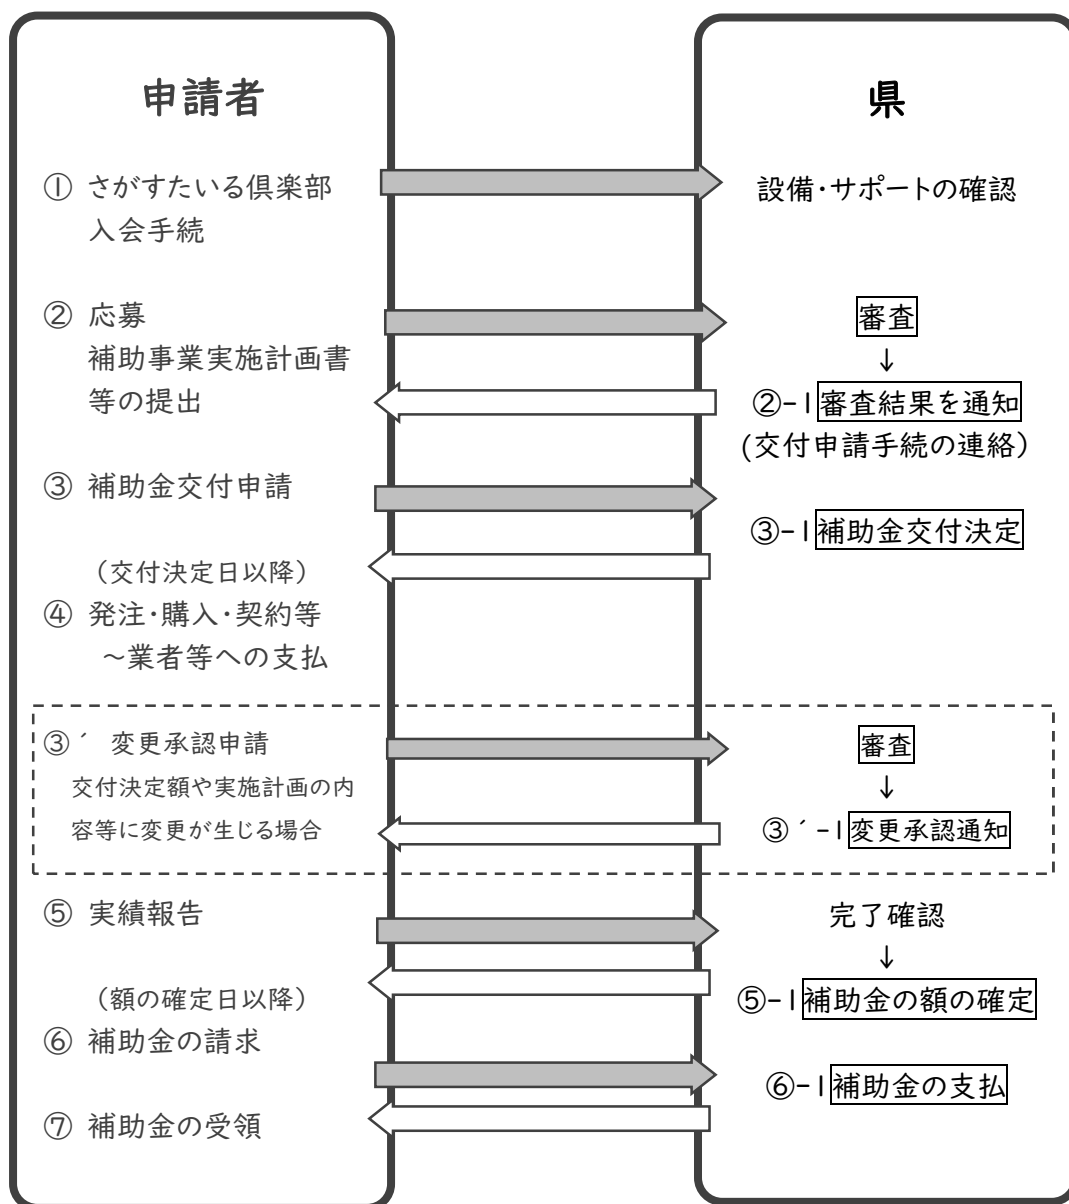 申請者
県
① さがすたいる倶楽部
入会手続
設備・サポートの確認
② 応募
補助事業実施計画書
等の提出
審査
↓
②-1審査結果を通知
(交付申請手続の連絡)
③ 補助金交付申請
③-1補助金交付決定
(交付決定日以降)
④ 発注・購入・契約等
～業者等への支払
③´ 変更承認申請
交付決定額や実施計画の内
容等に変更が生じる場合
審査
↓
③´-1変更承認通知
⑤ 実績報告
完了確認
↓
⑤-1補助金の額の確定
(額の確定日以降)
⑥ 補助金の請求
⑥-1補助金の支払
⑦ 補助金の受領